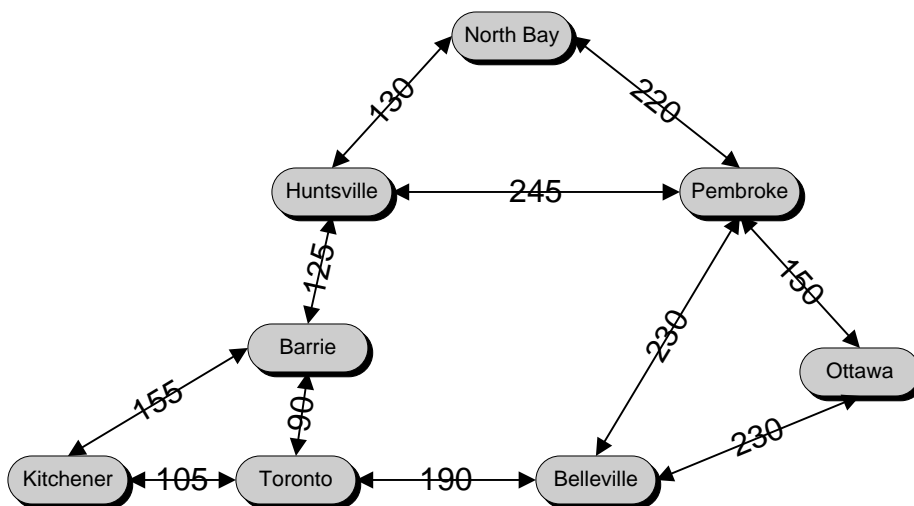 North Bay
130
220
Huntsville
245
Pembroke
125
150
230
Barrie
Ottawa
155
90
230
Kitchener
105
Toronto
190
Belleville